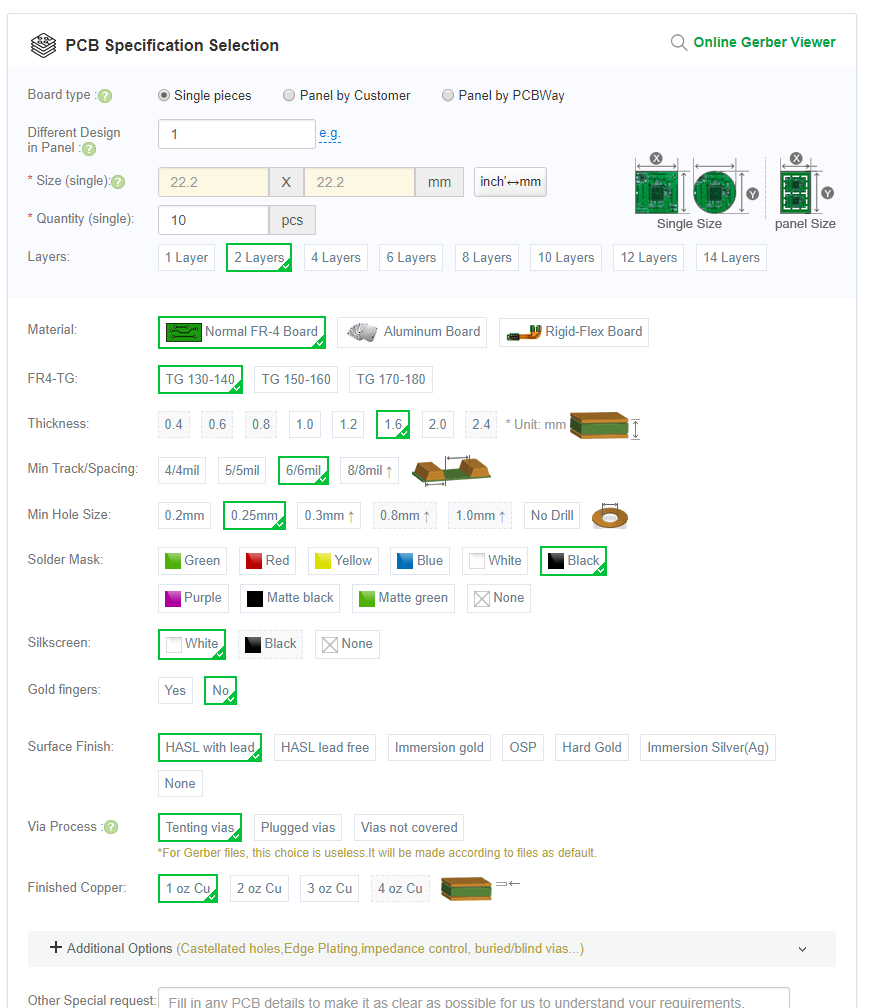 PCB Specification Selection
Online Gerber Viewer
Board type :?
Single pieces Panel by Customer Panel by PCBWay
Different Design
in Panel :?
1 e.g.
* Size (single):? 22.2 X 22.2 mm inch'↔mm
X X
Y Y
Single Size panel Size
* Quantity (single): 10 pcs
Layers: 1 Layer 2 Layers 4 Layers 6 Layers 8 Layers 10 Layers 12 Layers 14 Layers
Material: Normal FR-4 Board Aluminum Board Rigid-Flex Board
FR4-TG: TG 130-140 TG 150-160 TG 170-180
Thickness: 0.4 0.6 0.8 1.0 1.2 1.6 2.0 2.4 * Unit: mm
Min Track/Spacing: 4/4mil 5/5mil 6/6mil 8/8mil ↑
Min Hole Size: 0.2mm 0.25mm 0.3mm ↑ 0.8mm ↑ 1.0mm ↑ No Drill
Solder Mask: Green Red Yellow Blue White Black
Purple Matte black Matte green None
Silkscreen: White Black None
Gold fingers: Yes No
Surface Finish: HASL with lead HASL lead free Immersion gold OSP Hard Gold Immersion Silver(Ag)
None
Via Process :? Tenting vias Plugged vias Vias not covered
*For Gerber files, this choice is useless.It will be made according to files as default.
Finished Copper: 1 oz Cu 2 oz Cu 3 oz Cu 4 oz Cu
+ Additional Options (Castellated holes,Edge Plating,impedance control, buried/blind vias...)
Other Special request: Fill in any PCB details to make it as clear as possible for us to understand your requirements.